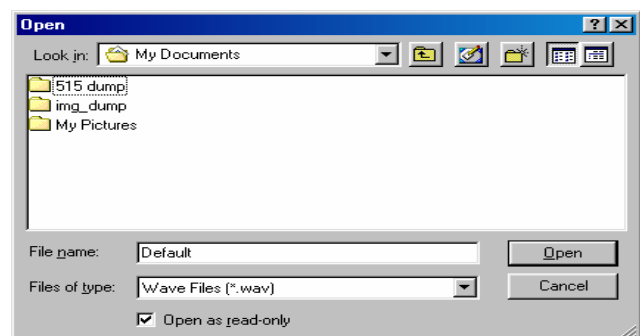 Open
Look in: My Documents
515 dump
img_dump
My Pictures
File name: Default Open
Files of type: Wave Files (*.wav) Cancel
Open as read-only